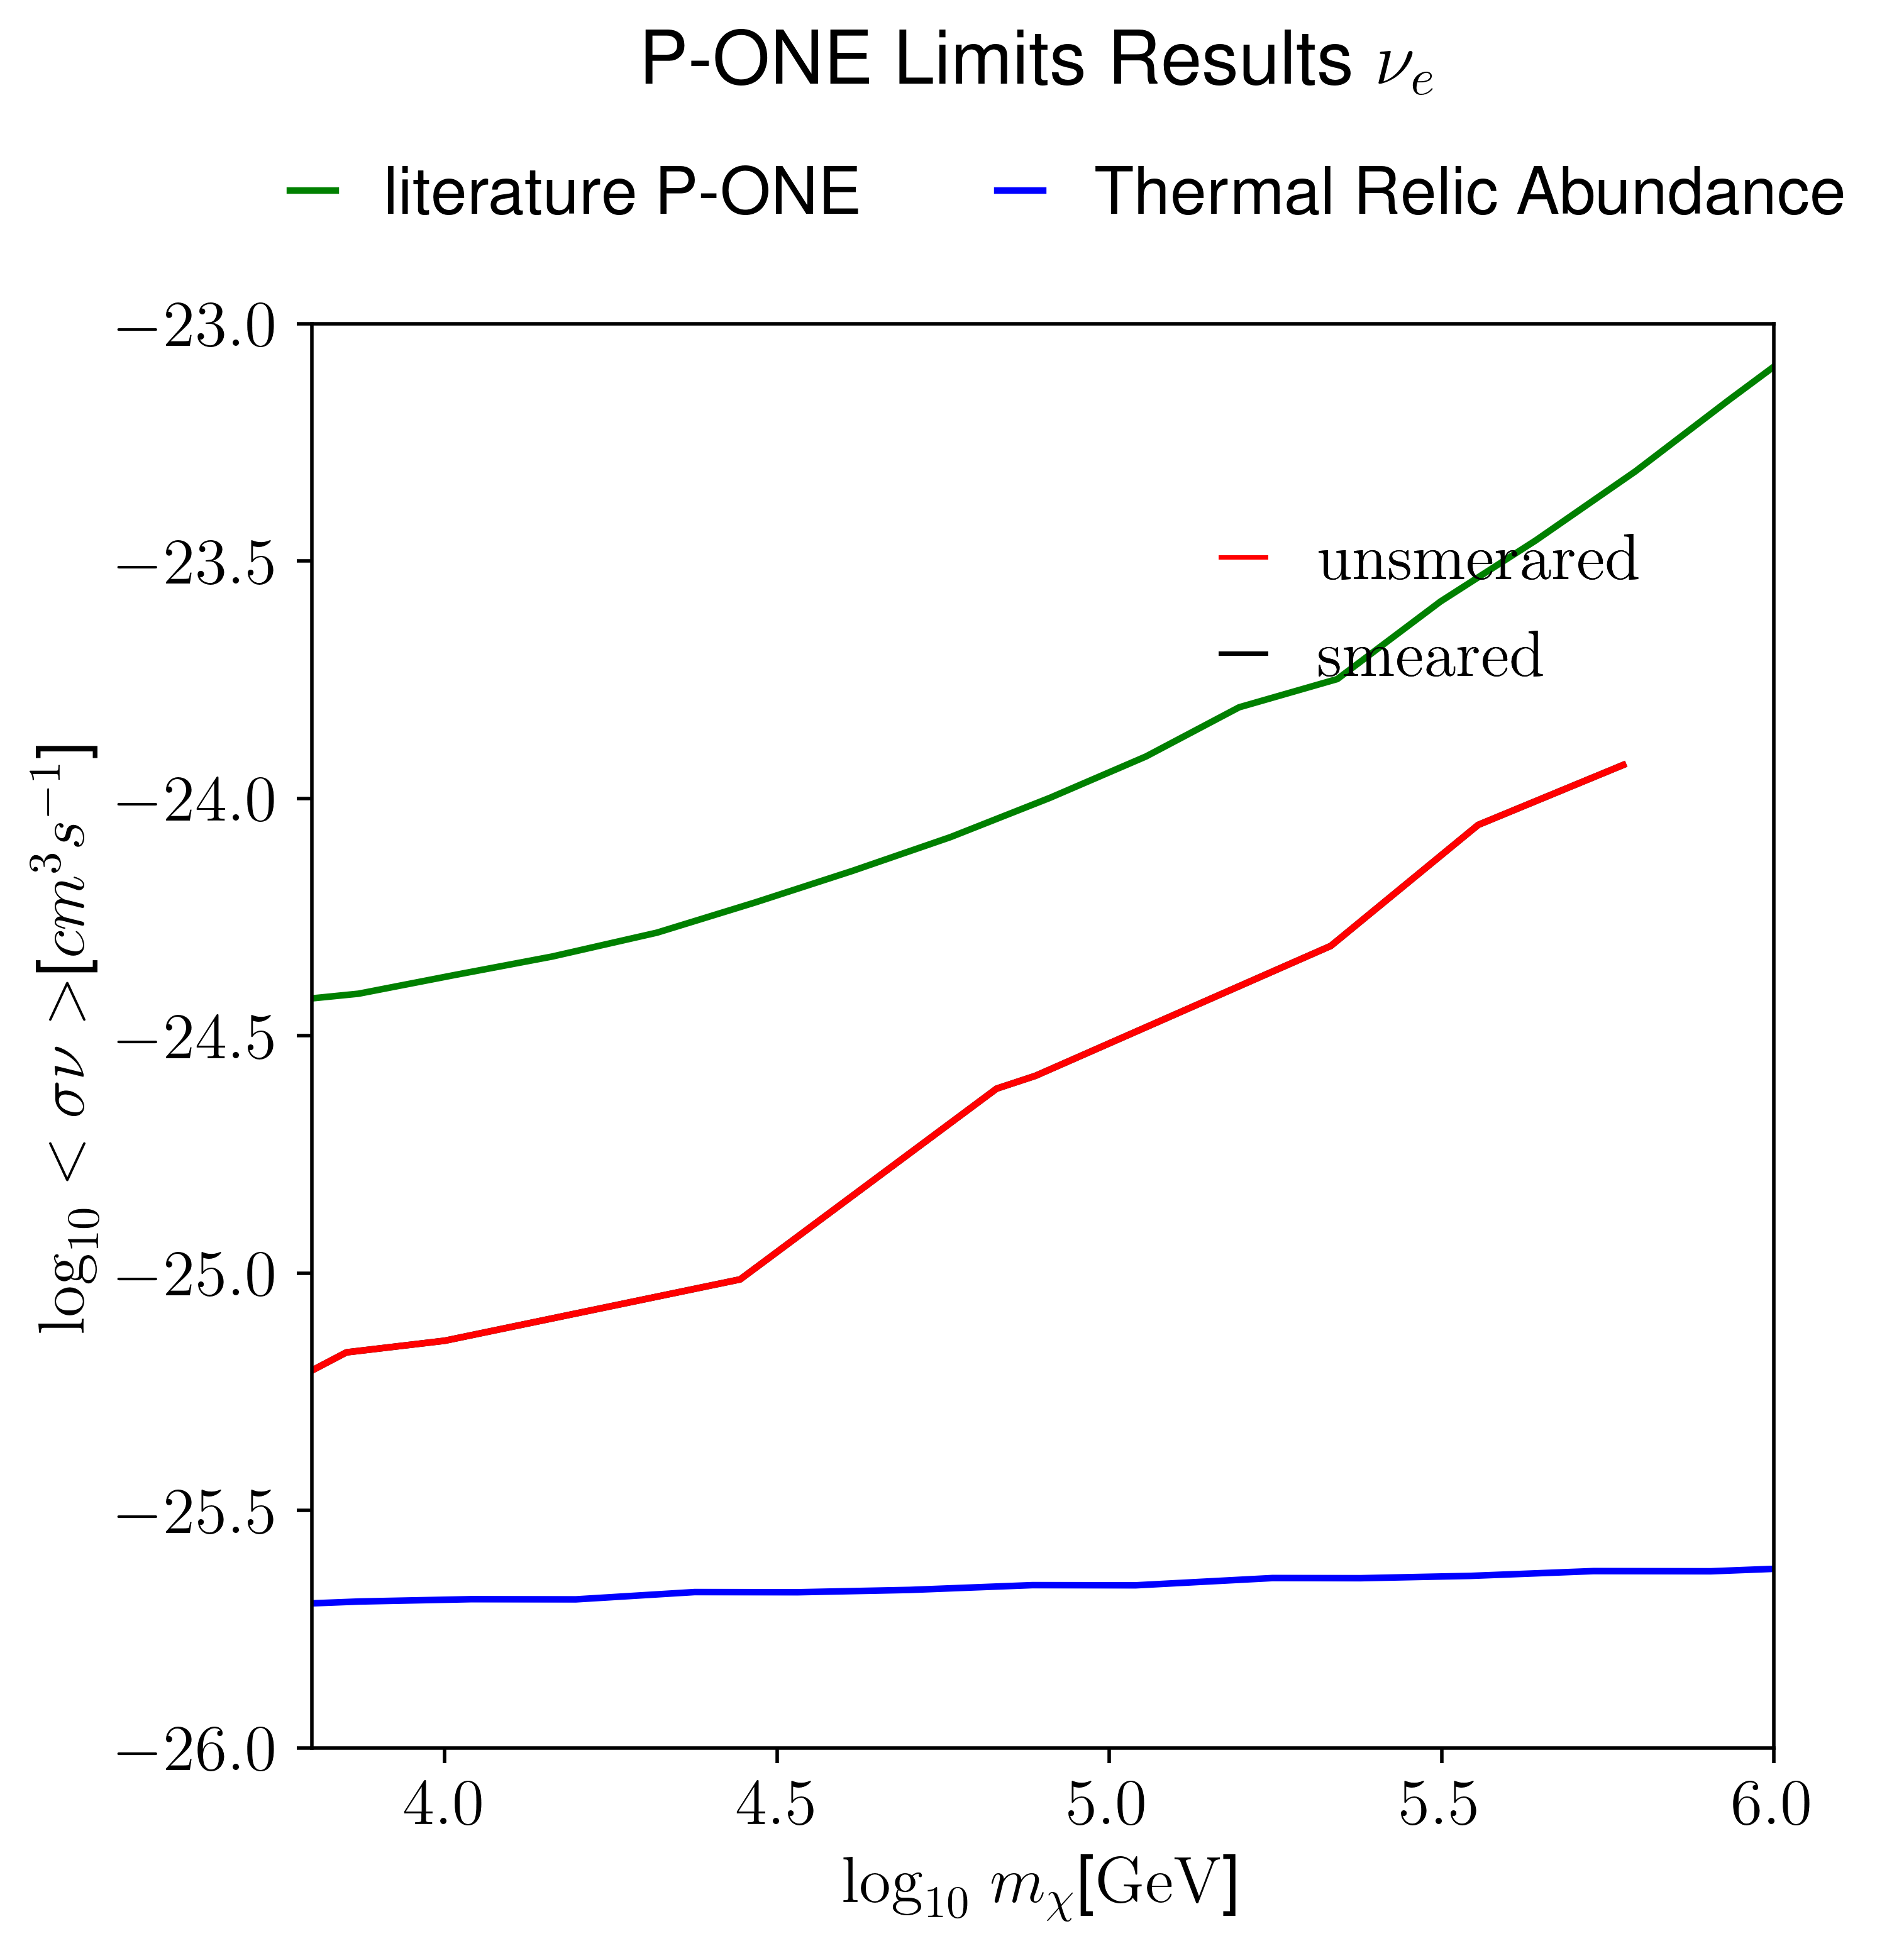 P-ONE Limits Results νₑ
literature P-ONE
Thermal Relic Abundance
−23.0
−23.5
−24.0
−24.5
−25.0
−25.5
−26.0
log₁₀ < σν >[cm³s⁻¹]
unsmerared
smeared
4.0 4.5 5.0 5.5 6.0
log₁₀ mᵪ[GeV]